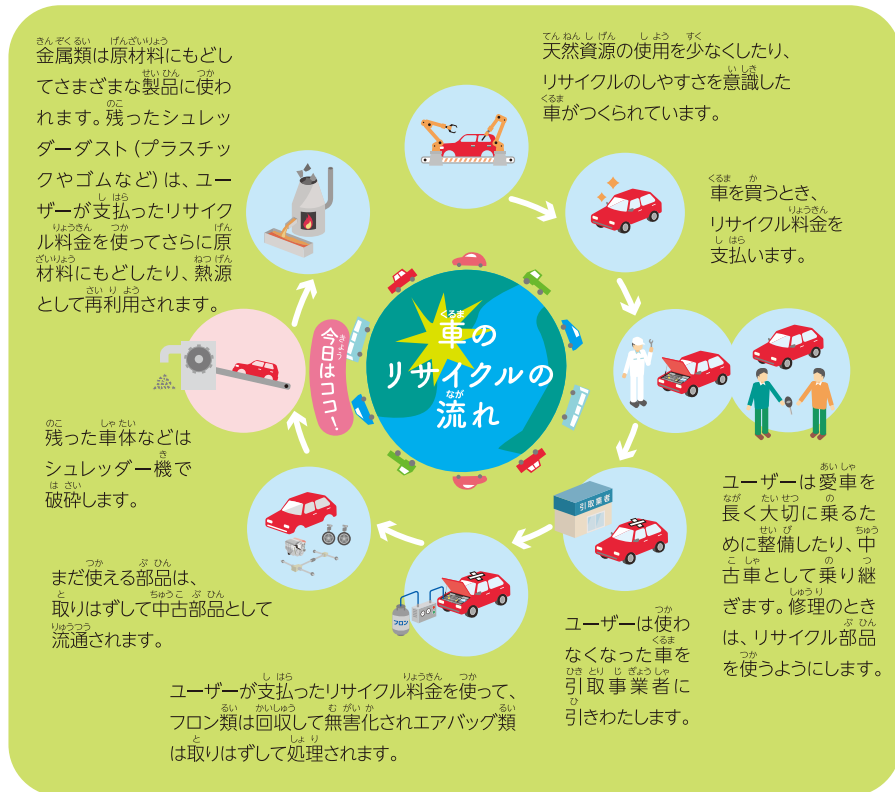 天然資源の使用を少なくしたり、
リサイクルのしやすさを意識した
車がつくられています。
車を買うとき、
リサイクル料金を
支払います。
ユーザーは愛車を
長く大切に乗るた
めに整備したり、中
古車として乗り継
ぎます。修理のとき
は、リサイクル部品
を使うようにします。
引取業者
ユーザーは使わ
なくなった車を
引取事業者に
引きわたします。
フロン
ユーザーが支払ったリサイクル料金を使って、
フロン類は回収して無害化されエアバッグ類
は取りはずして処理されます。
まだ使える部品は、
取りはずして中古部品として
流通されます。
残った車体などは
シュレッダー機で
破砕します。
金属類は原材料にもどし
てさまざまな製品に使わ
れます。残ったシュレッ
ダーダスト(プラスチッ
クやゴムなど)は、ユー
ザーが支払ったリサイク
ル料金を使ってさらに原
材料にもどしたり、熱源
として再利用されます。
今日はココ!
車の
リサイクルの
流れ